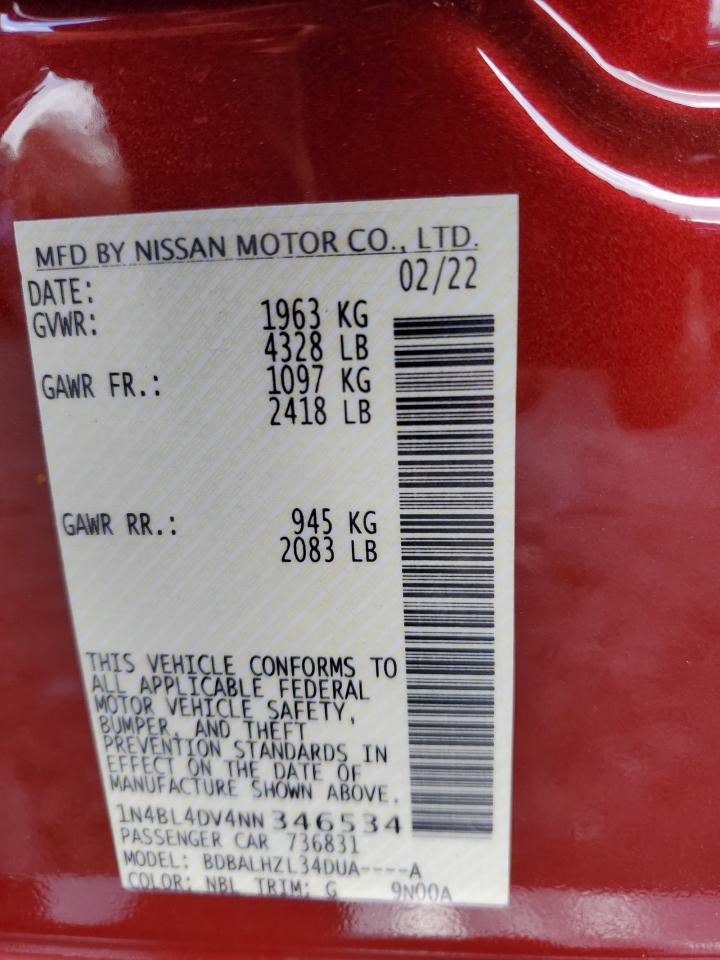 MFD BY NISSAN MOTOR CO., LTD.
DATE: 02/22
GVWR: 1963 KG
4328 LB
GAWR FR.: 1097 KG
2418 LB
GAWR RR.: 945 KG
2083 LB
THIS VEHICLE CONFORMS TO
ALL APPLICABLE FEDERAL
MOTOR VEHICLE SAFETY,
BUMPER, AND THEFT
PREVENTION STANDARDS IN
EFFECT ON THE DATE OF
MANUFACTURE SHOWN ABOVE.
1N4BL4DV4NN346534
PASSENGER CAR 736831
MODEL: BDBALHZL34DUA----A
COLOR: NBL TRIM: G 9N00A